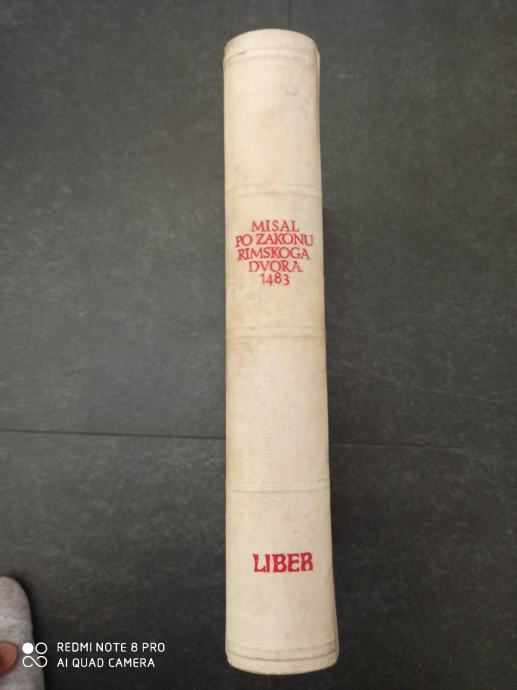 MISAL
PO ZAKONU
RIMSKOGA
DVORA
1483
LIBER
REDMI NOTE 8 PRO
AI QUAD CAMERA